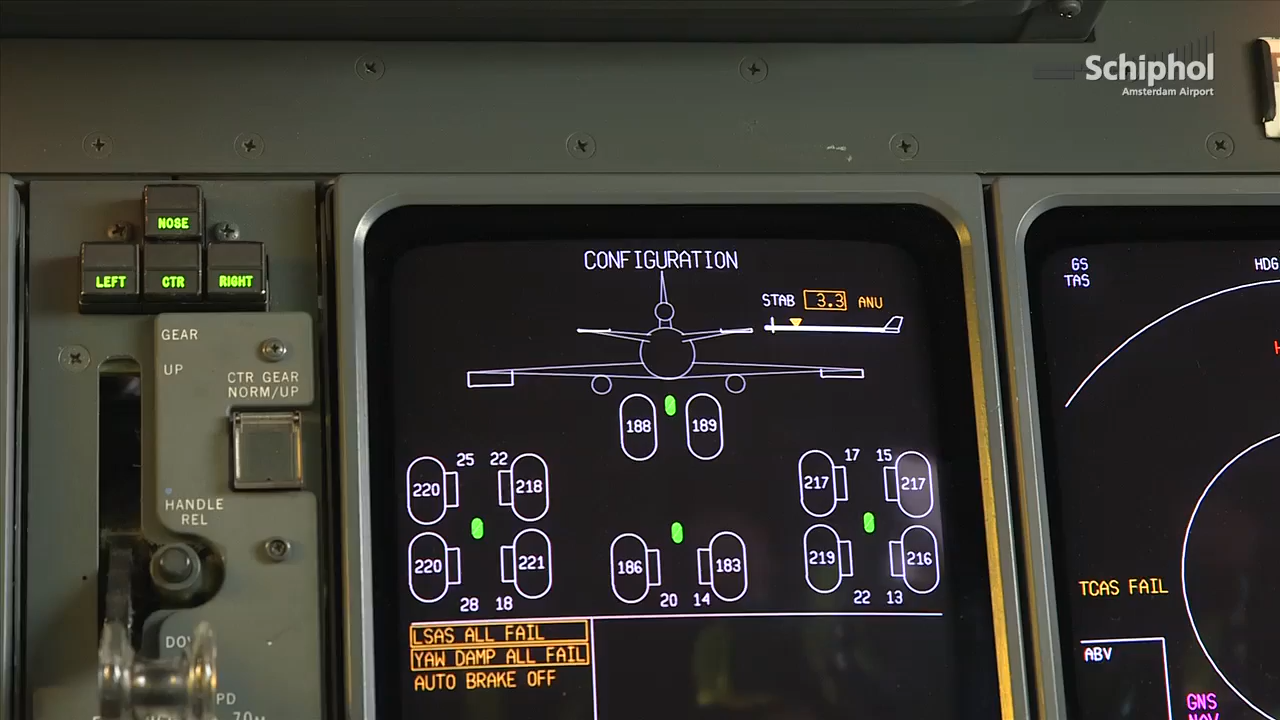 Schiphol
Amsterdam Airport
NOSE
LEFT CTR RIGHT
GEAR
UP
CTR GEAR
NORM/UP
HANDLE
REL
CONFIGURATION
STAB 3.3 ANU
188 189
25 22 17 15
220 218 217 217
220 221 186 183 219 216
28 18 20 14 22 13
LSAS ALL FAIL
YAW DAMP ALL FAIL
AUTO BRAKE OFF
GS
TAS
HDG
TCAS FAIL
ABV
GNS
NAV